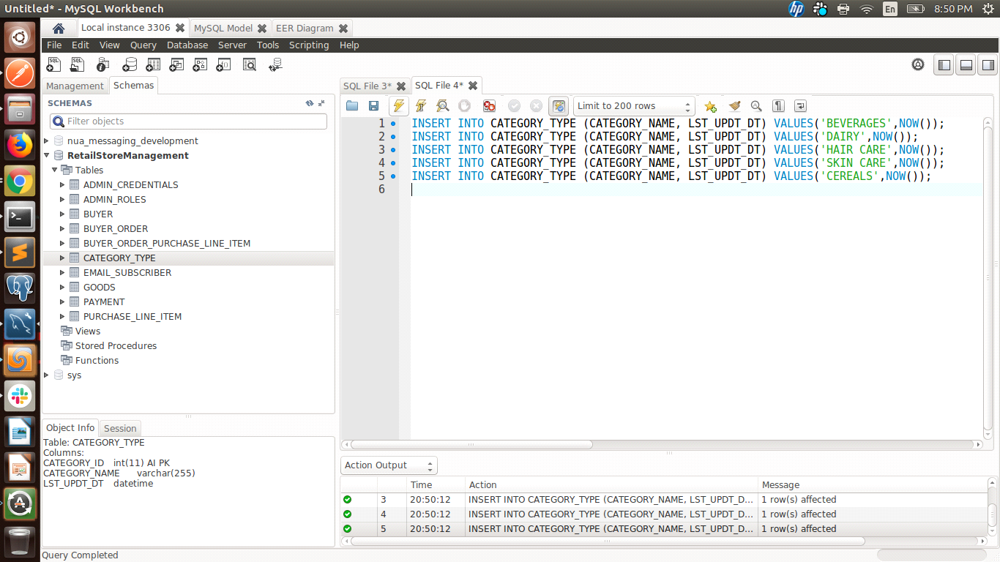 Untitled* - MySQL Workbench
En
8:50 PM
Local instance 3306
MySQL Model
EER Diagram
File Edit View Query Database Server Tools Scripting Help
Management
Schemas
SCHEMAS
Filter objects
nua_messaging_development
RetailStoreManagement
Tables
ADMIN_CREDENTIALS
ADMIN_ROLES
BUYER
BUYER_ORDER
BUYER_ORDER_PURCHASE_LINE_ITEM
CATEGORY_TYPE
EMAIL_SUBSCRIBER
GOODS
PAYMENT
PURCHASE_LINE_ITEM
Views
Stored Procedures
Functions
sys
Object Info
Session
Table: CATEGORY_TYPE
Columns:
CATEGORY_ID int(11) AI PK
CATEGORY_NAME varchar(255)
LST_UPDT_DT datetime
SQL File 3*
SQL File 4*
Limit to 200 rows
1 INSERT INTO CATEGORY_TYPE (CATEGORY_NAME, LST_UPDT_DT) VALUES('BEVERAGES',NOW());
2 INSERT INTO CATEGORY_TYPE (CATEGORY_NAME, LST_UPDT_DT) VALUES('DAIRY',NOW());
3 INSERT INTO CATEGORY_TYPE (CATEGORY_NAME, LST_UPDT_DT) VALUES('HAIR CARE',NOW());
4 INSERT INTO CATEGORY_TYPE (CATEGORY_NAME, LST_UPDT_DT) VALUES('SKIN CARE',NOW());
5 INSERT INTO CATEGORY_TYPE (CATEGORY_NAME, LST_UPDT_DT) VALUES('CEREALS',NOW());
6
Action Output
Time Action Message
3 20:50:12 INSERT INTO CATEGORY_TYPE (CATEGORY_NAME, LST_UPDT_D... 1 row(s) affected
4 20:50:12 INSERT INTO CATEGORY_TYPE (CATEGORY_NAME, LST_UPDT_D... 1 row(s) affected
5 20:50:12 INSERT INTO CATEGORY_TYPE (CATEGORY_NAME, LST_UPDT_D... 1 row(s) affected
Query Completed